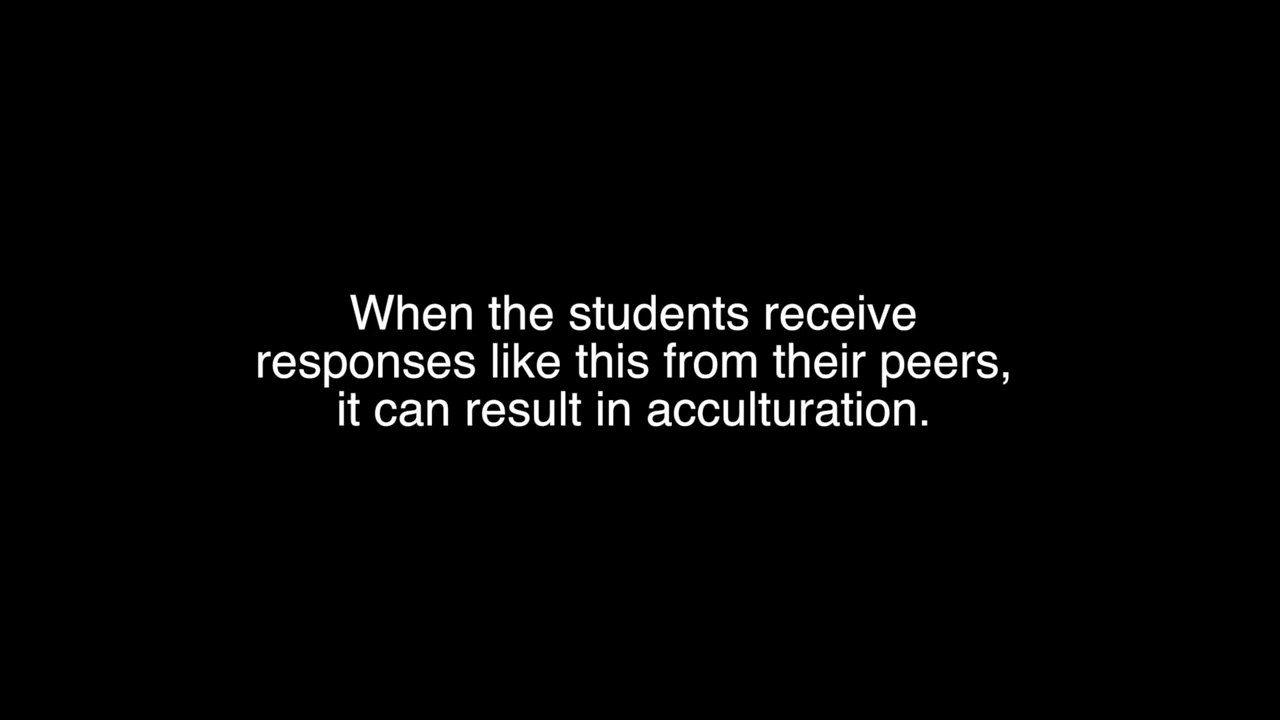 When the students receive
responses like this from their peers,
it can result in acculturation.